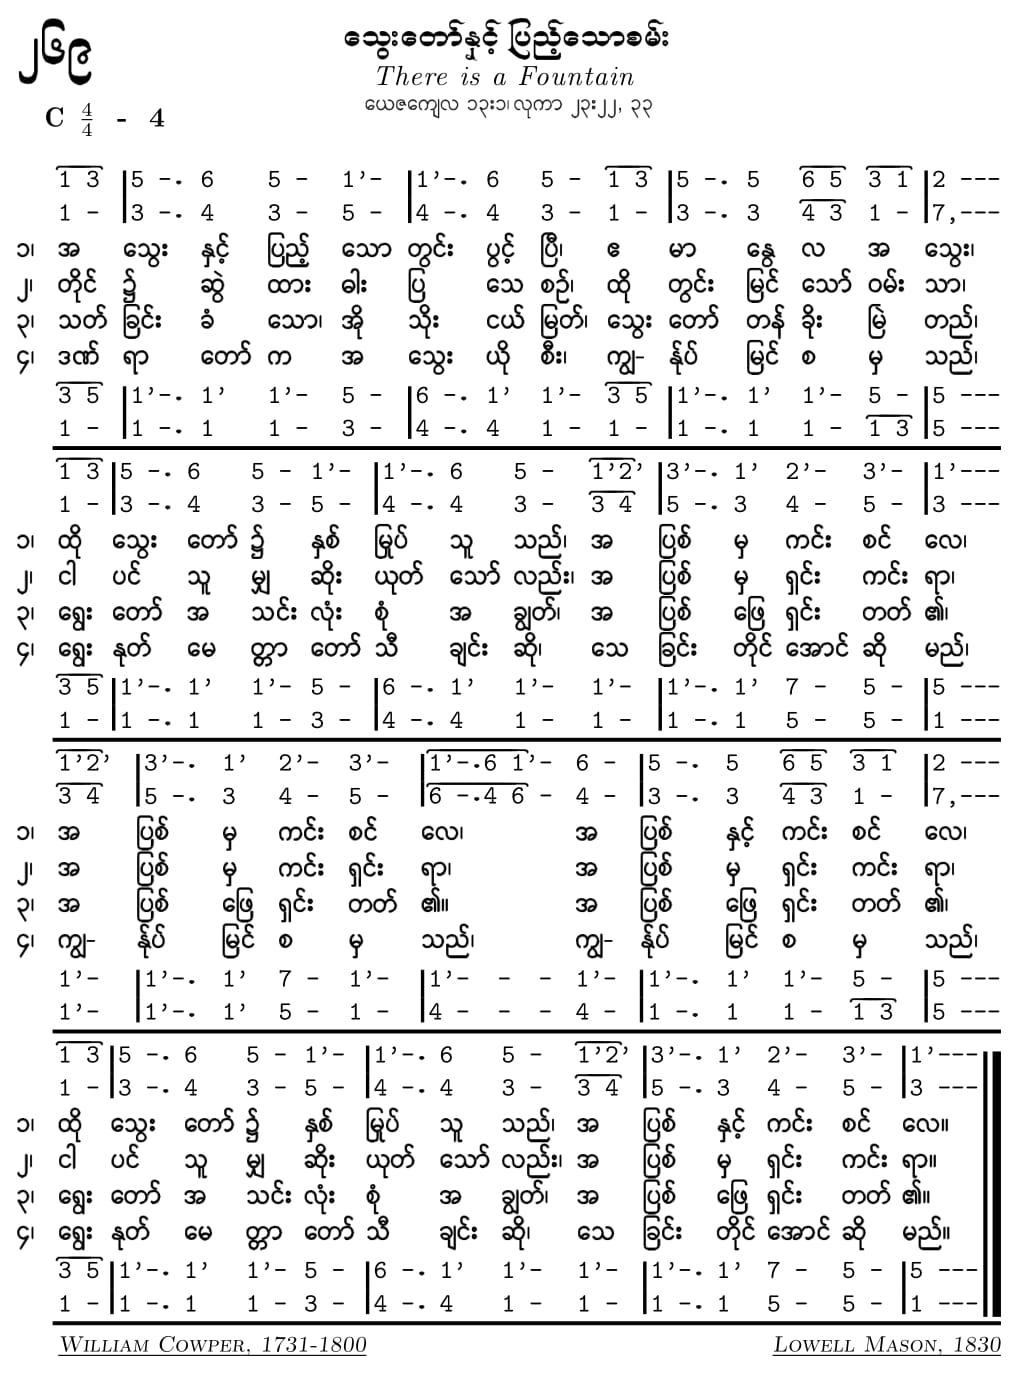 ၂၆၉
သွေးတော်နှင့် ပြည့်သောစမ်း
There is a Fountain
ယေဇကျေလ ၁၃း၁၊ လုကာ ၂၃း၂၂, ၃၃
C 4/4 - 4
1 3 |5 -. 6 5 - 1’- |1’-. 6 5 - 1 3 |5 -. 5 6 5 3 1 |2 ---
1 - |3 -. 4 3 - 5 - |4 -. 4 3 - 1 - |3 -. 3 4 3 1 - |7,---
၁၊ အ သွေး နှင့် ပြည့် သော တွင်း ပွင့် ပြီ၊ ဧ မာ နွေ လ အ သွေး၊
၂၊ တိုင် ၌ ဆွဲ ထား ဓါး ပြ သေ စဉ်၊ ထို တွင်း မြင် သော် ဝမ်း သာ၊
၃၊ သတ် ခြင်း ခံ သော၊ အို သိုး ငယ် မြတ်၊ သွေး တော် တန် ခိုး မြဲ တည်၊
၄၊ ဒဏ် ရာ တော် က အ သွေး ယို စီး၊ ကျွ- န်ုပ် မြင် စ မှ သည်၊
3 5 |1’-. 1’ 1’- 5 - |6 -. 1’ 1’- 3 5 |1’-. 1’ 1’- 5 - |5 ---
1 - |1 -. 1 1 - 3 - |4 -. 4 1 - 1 - |1 -. 1 1 - 1 3 |5 ---
1 3 |5 -. 6 5 - 1’- |1’-. 6 5 - 1’2’ |3’-. 1’ 2’- 3’- |1’---
1 - |3 -. 4 3 - 5 - |4 -. 4 3 - 3 4 |5 -. 3 4 - 5 - |3 ---
၁၊ ထို သွေး တော် ၌ နှစ် မြှုပ် သူ သည်၊ အ ပြစ် မှ ကင်း စင် လေ၊
၂၊ ငါ ပင် သူ မျှ ဆိုး ယုတ် သော် လည်း၊ အ ပြစ် မှ ရှင်း ကင်း ရာ၊
၃၊ ရွေး တော် အ သင်း လုံး စုံ အ ချွတ်၊ အ ပြစ် ဖြေ ရှင်း တတ် ၏၊
၄၊ ရွေး နုတ် မေ တ္တာ တော် သီ ချင်း ဆို၊ သေ ခြင်း တိုင် အောင် ဆို မည်၊
3 5 |1’-. 1’ 1’- 5 - |6 -. 1’ 1’- 1’- |1’-. 1’ 7 - 5 - |5 ---
1 - |1 -. 1 1 - 3 - |4 -. 4 1 - 1 - |1 -. 1 5 - 5 - |1 ---
1’2’ |3’-. 1’ 2’- 3’- |1’-.6 1’- 6 - |5 -. 5 6 5 3 1 |2 ---
3 4 |5 -. 3 4 - 5 - |6 -.4 6 - 4 - |3 -. 3 4 3 1 - |7,---
၁၊ အ ပြစ် မှ ကင်း စင် လေ၊ အ ပြစ် နှင့် ကင်း စင် လေ၊
၂၊ အ ပြစ် မှ ကင်း ရှင်း ရာ၊ အ ပြစ် မှ ရှင်း ကင်း ရာ၊
၃၊ အ ပြစ် ဖြေ ရှင်း တတ် ၏။ အ ပြစ် ဖြေ ရှင်း တတ် ၏၊
၄၊ ကျွ- န်ုပ် မြင် စ မှ သည်၊ ကျွ- န်ုပ် မြင် စ မှ သည်၊
1’- |1’-. 1’ 7 - 1’- |1’- - - 1’- |1’-. 1’ 1’- 5 - |5 ---
1’- |1’-. 1’ 5 - 1 - |4 - - - 4 - |1 -. 1 1 - 1 3 |5 ---
1 3 |5 -. 6 5 - 1’- |1’-. 6 5 - 1’2’ |3’-. 1’ 2’- 3’- |1’---
1 - |3 -. 4 3 - 5 - |4 -. 4 3 - 3 4 |5 -. 3 4 - 5 - |3 ---
၁၊ ထို သွေး တော် ၌ နှစ် မြှုပ် သူ သည်၊ အ ပြစ် နှင့် ကင်း စင် လေ။
၂၊ ငါ ပင် သူ မျှ ဆိုး ယုတ် သော် လည်း၊ အ ပြစ် မှ ရှင်း ကင်း ရာ။
၃၊ ရွေး တော် အ သင်း လုံး စုံ အ ချွတ်၊ အ ပြစ် ဖြေ ရှင်း တတ် ၏။
၄၊ ရွေး နုတ် မေ တ္တာ တော် သီ ချင်း ဆို၊ သေ ခြင်း တိုင် အောင် ဆို မည်။
3 5 |1’-. 1’ 1’- 5 - |6 -. 1’ 1’- 1’- |1’-. 1’ 7 - 5 - |5 ---
1 - |1 -. 1 1 - 3 - |4 -. 4 1 - 1 - |1 -. 1 5 - 5 - |1 ---
WILLIAM COWPER, 1731-1800
LOWELL MASON, 1830